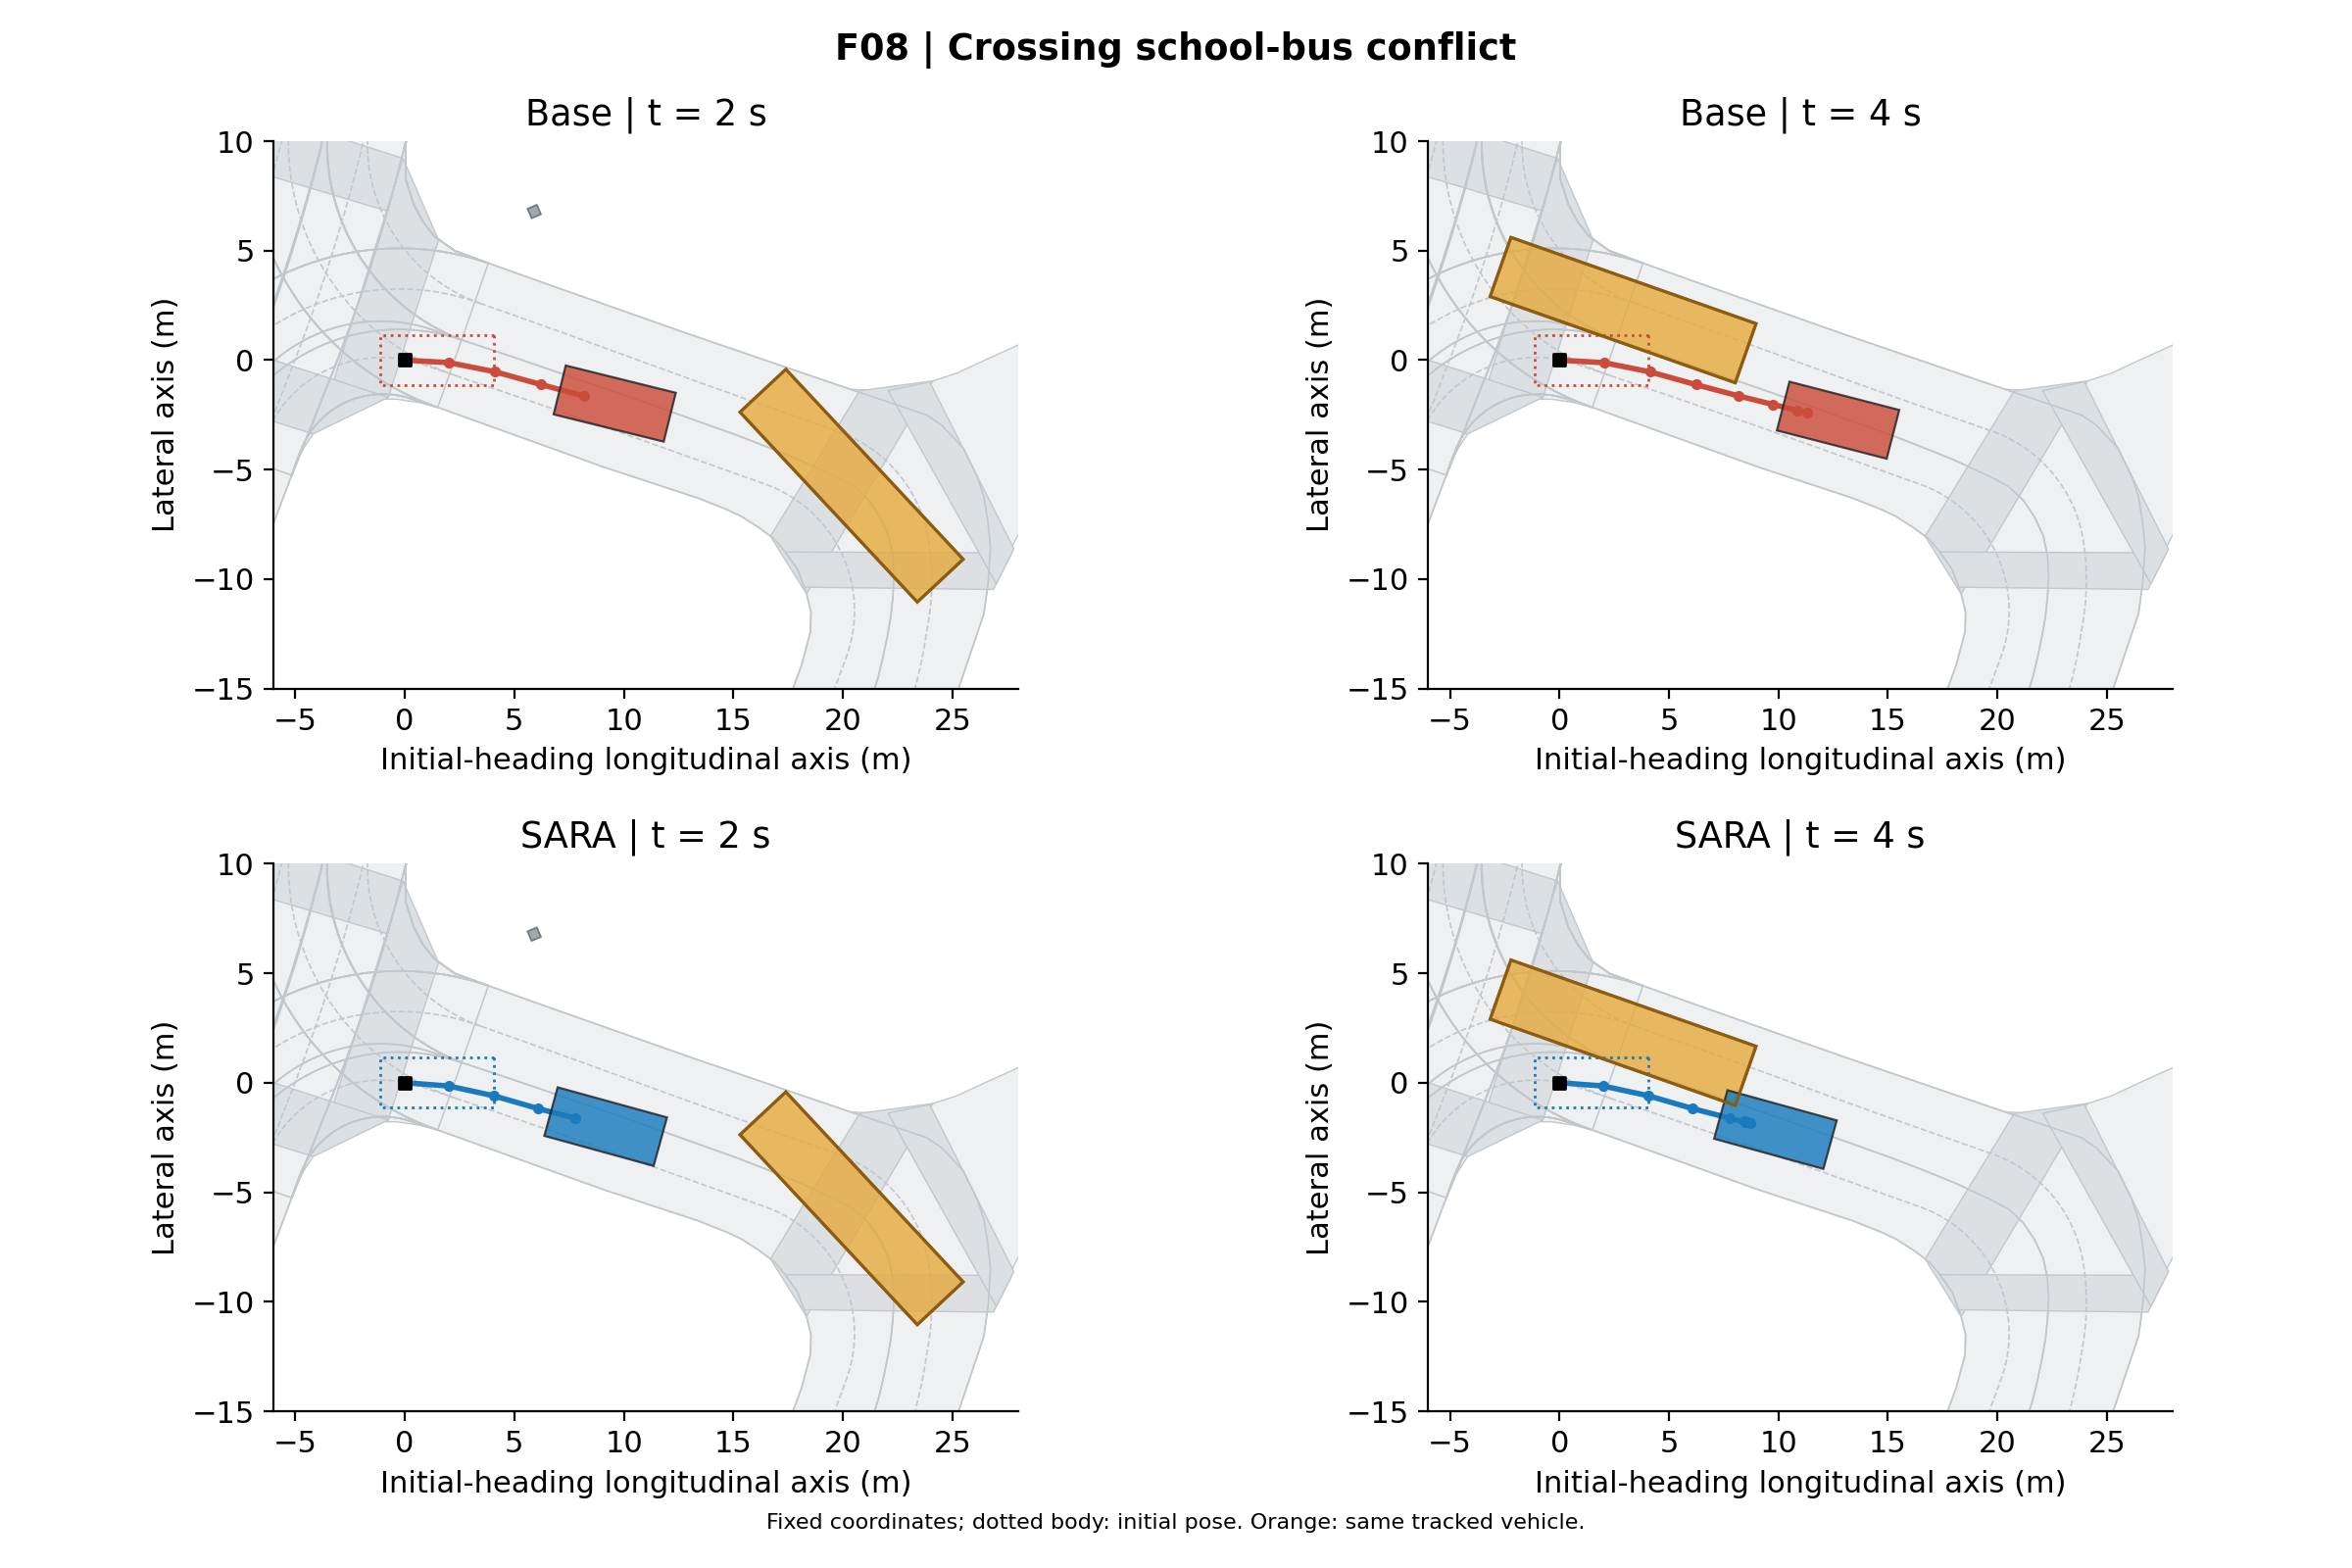 F08 | Crossing school-bus conflict
Base | t = 2 s
10
5
0
−5
−10
−15
Lateral axis (m)
−5 0 5 10 15 20 25
Initial-heading longitudinal axis (m)
Base | t = 4 s
10
5
0
−5
−10
−15
Lateral axis (m)
−5 0 5 10 15 20 25
Initial-heading longitudinal axis (m)
SARA | t = 2 s
10
5
0
−5
−10
−15
Lateral axis (m)
−5 0 5 10 15 20 25
Initial-heading longitudinal axis (m)
SARA | t = 4 s
10
5
0
−5
−10
−15
Lateral axis (m)
−5 0 5 10 15 20 25
Initial-heading longitudinal axis (m)
Fixed coordinates; dotted body: initial pose. Orange: same tracked vehicle.